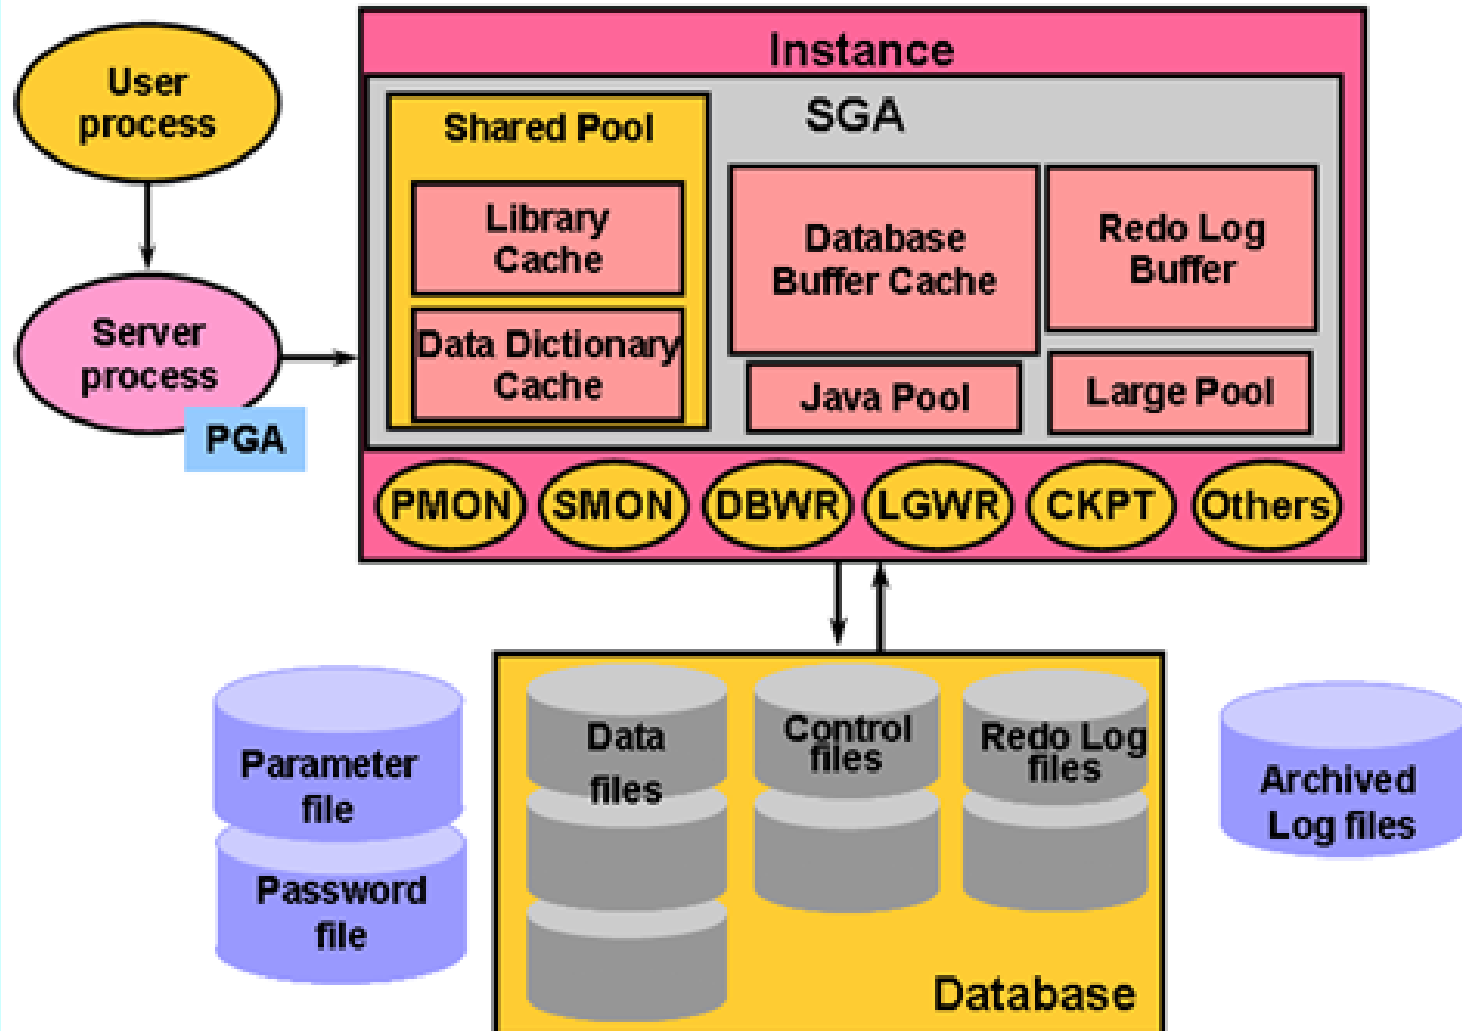 Instance
User
process
SGA
Shared Pool
Library
Cache
Database
Buffer Cache
Redo Log
Buffer
Server
process
Data Dictionary
Cache
Java Pool
Large Pool
PGA
PMON
SMON
DBWR
LGWR
CKPT
Others
Parameter
file
Password
file
Data
files
Control
files
Redo Log
files
Archived
Log files
Database